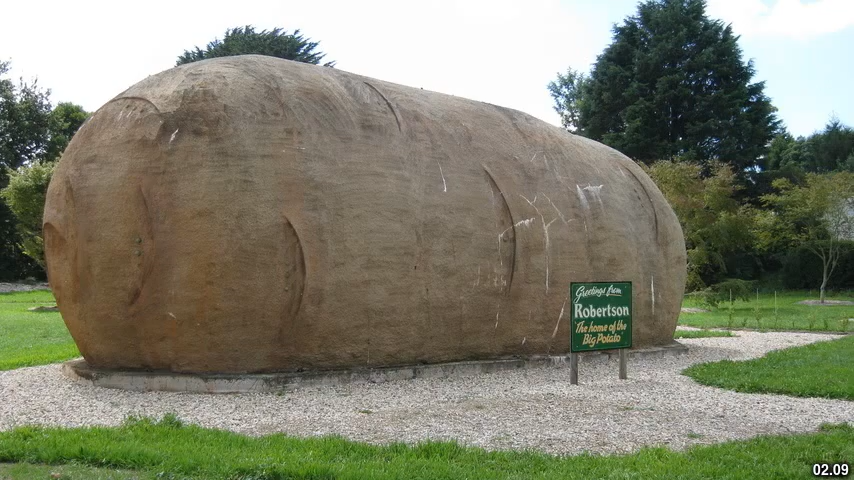 Greetings from
Robertson
The home of the
Big Potato
02.09